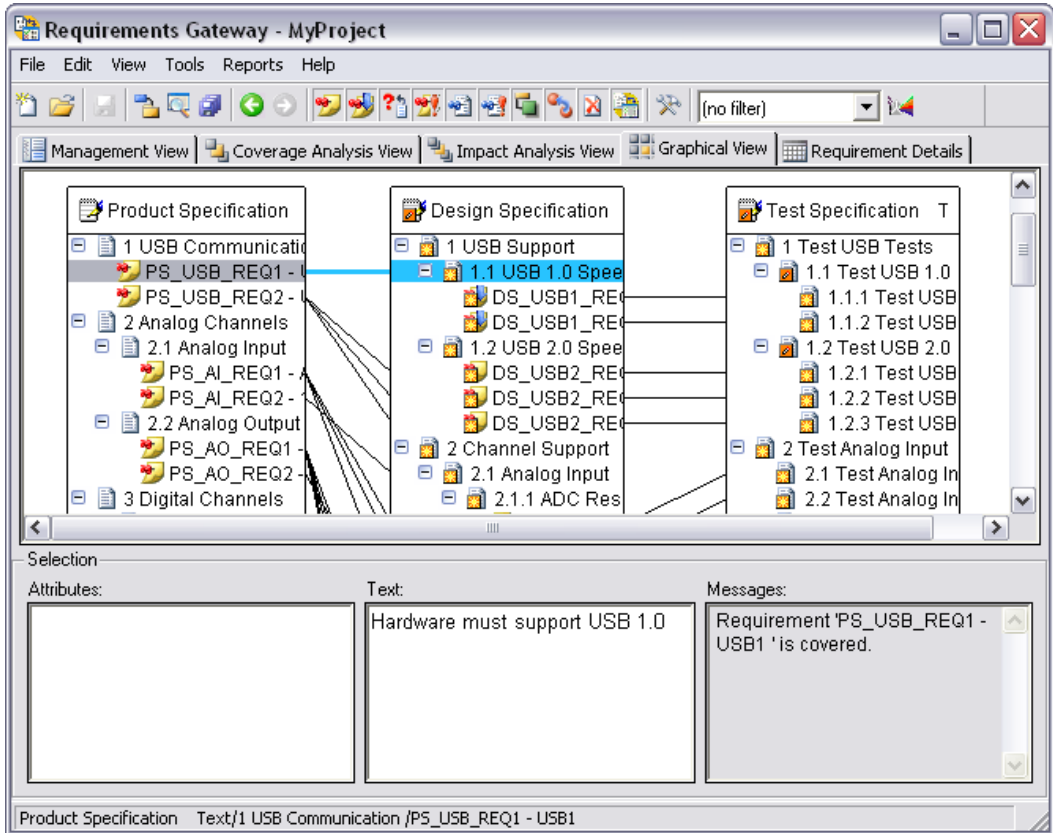 Requirements Gateway - MyProject
File Edit View Tools Reports Help
(no filter)
Management View Coverage Analysis View Impact Analysis View Graphical View Requirement Details
Product Specification
1 USB Communicatio
PS_USB_REQ1 - U
PS_USB_REQ2 - U
2 Analog Channels
2.1 Analog Input
PS_AI_REQ1 - A
PS_AI_REQ2 -
2.2 Analog Output
PS_AO_REQ1 -
PS_AO_REQ2 -
3 Digital Channels
Design Specification
1 USB Support
1.1 USB 1.0 Spee
DS_USB1_REQ
DS_USB1_REQ
1.2 USB 2.0 Spee
DS_USB2_REQ
DS_USB2_REQ
DS_USB2_REQ
2 Channel Support
2.1 Analog Input
2.1.1 ADC Res
Test Specification T
1 Test USB Tests
1.1 Test USB 1.0
1.1.1 Test USB
1.1.2 Test USB
1.2 Test USB 2.0
1.2.1 Test USB
1.2.2 Test USB
1.2.3 Test USB
2 Test Analog Input
2.1 Test Analog In
2.2 Test Analog In
Selection
Attributes:
Text:
Hardware must support USB 1.0
Messages:
Requirement 'PS_USB_REQ1 -
USB1 ' is covered.
Product Specification Text/1 USB Communication /PS_USB_REQ1 - USB1